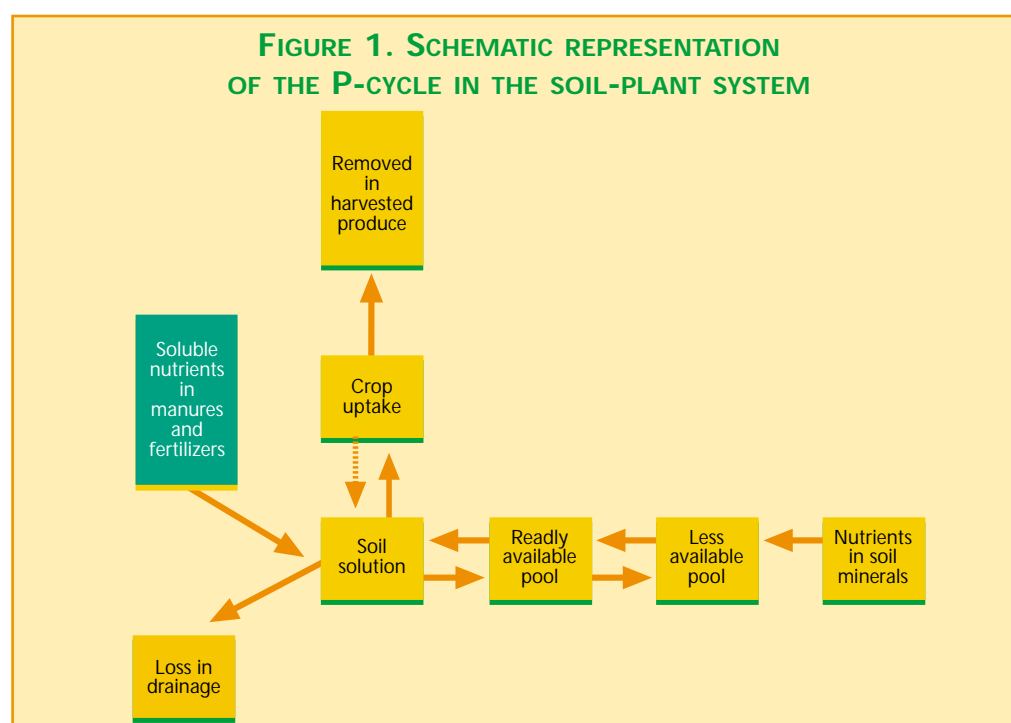 FIGURE 1. SCHEMATIC REPRESENTATION
OF THE P-CYCLE IN THE SOIL-PLANT SYSTEM
Removed
in
harvested
produce
Soluble
nutrients
in
manures
and
fertilizers
Crop
uptake
Soil
solution
Readly
available
pool
Less
available
pool
Nutrients
in soil
minerals
Loss in
drainage